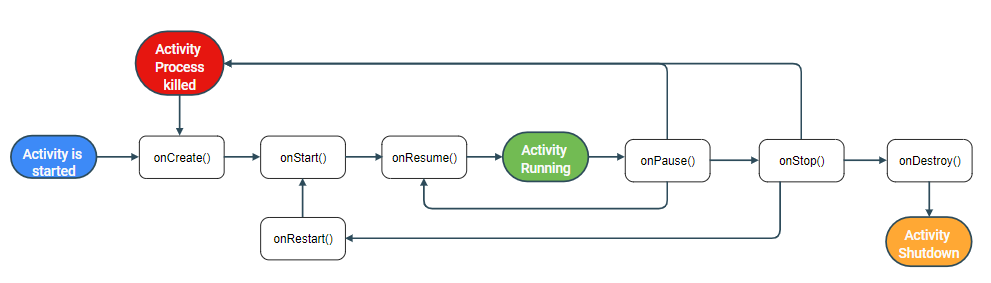 Activity
Process
killed
Activity is
started
onCreate()
onStart()
onResume()
Activity
Running
onPause()
onStop()
onDestroy()
onRestart()
Activity
Shutdown